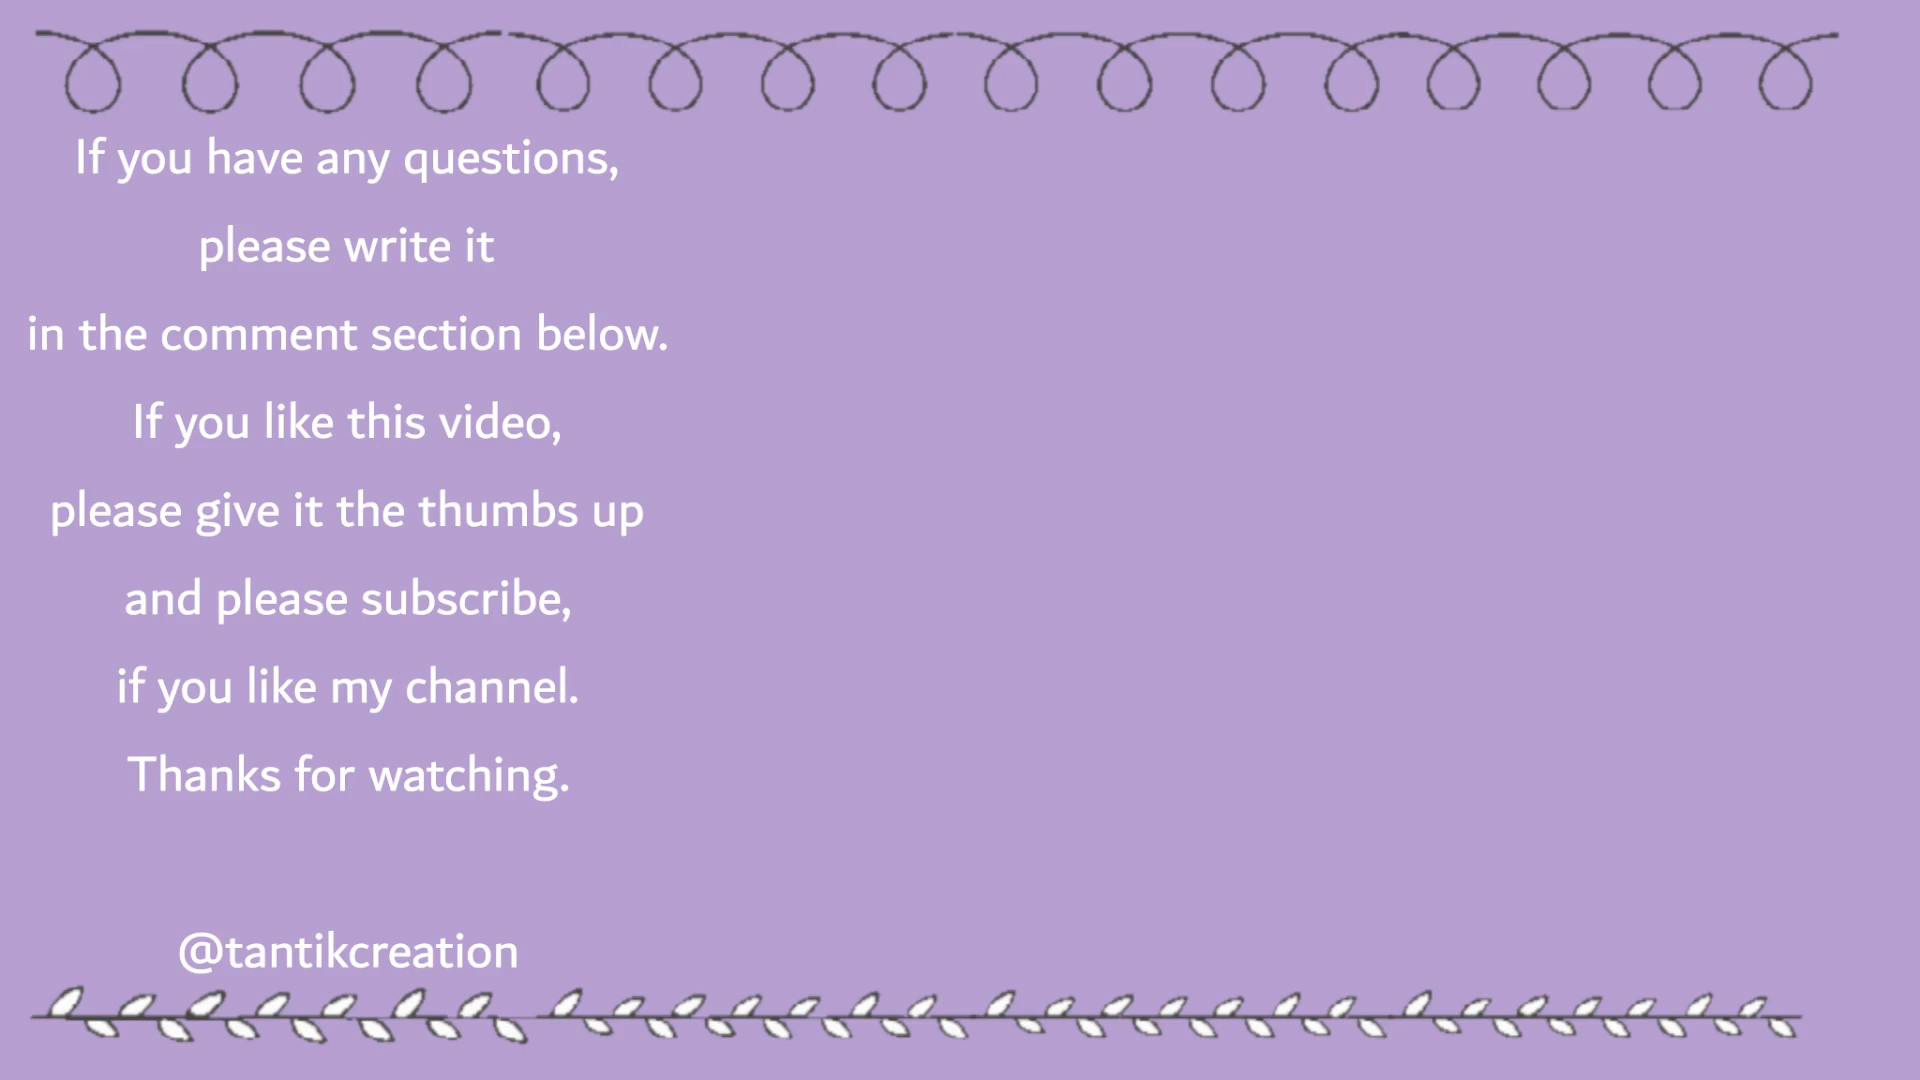 If you have any questions,
please write it
in the comment section below.
If you like this video,
please give it the thumbs up
and please subscribe,
if you like my channel.
Thanks for watching.
@tantikcreation